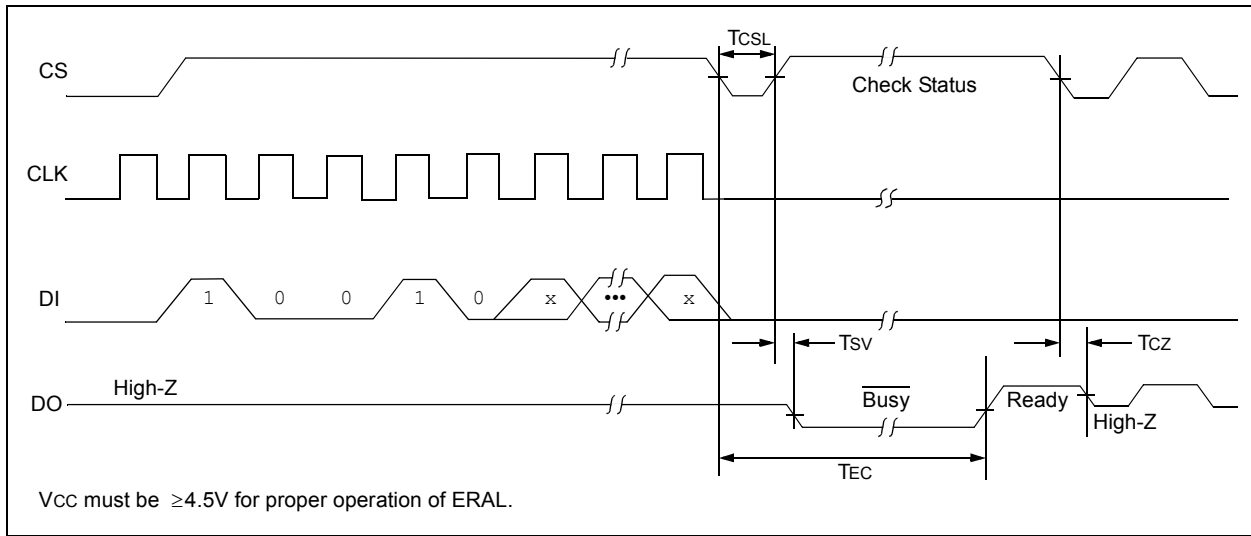 TCSL
CS
Check Status
CLK
DI
1 0 0 1 0 x ••• x
TSV
TCZ
High-Z
DO
Busy
Ready
High-Z
TEC
VCC must be ≥4.5V for proper operation of ERAL.